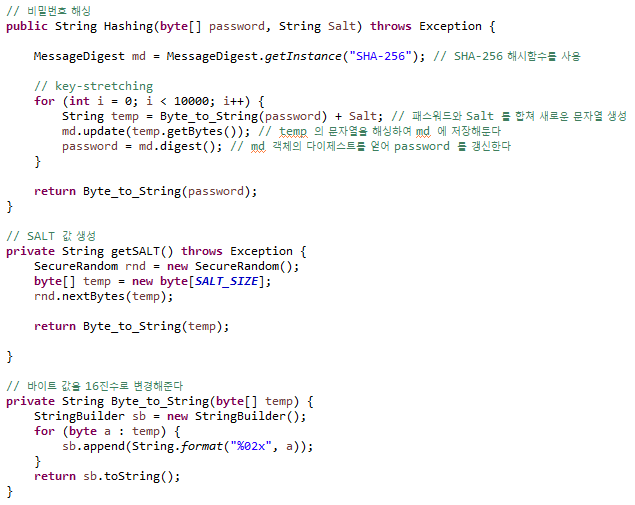 // 비밀번호 해싱
public String Hashing(byte[] password, String Salt) throws Exception {
MessageDigest md = MessageDigest.getInstance("SHA-256"); // SHA-256 해시함수를 사용
// key-stretching
for (int i = 0; i < 10000; i++) {
String temp = Byte_to_String(password) + Salt; // 패스워드와 Salt 를 합쳐 새로운 문자열 생성
md.update(temp.getBytes()); // temp 의 문자열을 해싱하여 md 에 저장해둔다
password = md.digest(); // md 객체의 다이제스트를 얻어 password 를 갱신한다
}
return Byte_to_String(password);
}
// SALT 값 생성
private String getSALT() throws Exception {
SecureRandom rnd = new SecureRandom();
byte[] temp = new byte[SALT_SIZE];
rnd.nextBytes(temp);
return Byte_to_String(temp);
}
// 바이트 값을 16진수로 변경해준다
private String Byte_to_String(byte[] temp) {
StringBuilder sb = new StringBuilder();
for (byte a : temp) {
sb.append(String.format("%02x", a));
}
return sb.toString();
}